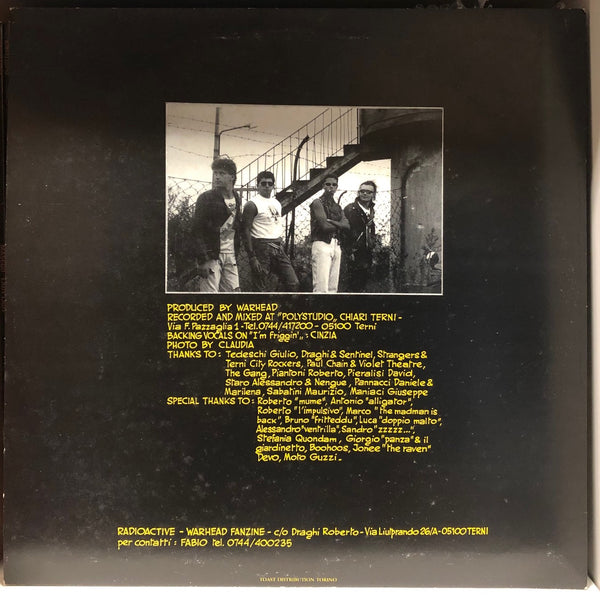 PRODUCED BY WARHEAD
RECORDED AND MIXED AT "POLYSTUDIO, CHIARI TERNI -
Via F. Pazzaglia 1 - Tel. 0744/417200 - 05100 Terni
BACKING VOCALS ON "I'm friggin'": CINZIA
PHOTO BY CLAUDIA
THANKS TO: Tedeschi Giulio, Draghi & Sentinel, Strangers &
Terni City Rockers, Paul Chain & Violet Theatre,
The Gang, Piantoni Roberto, Pieralisi David,
Staro Alessandro & Nengue, Pannacci Daniele &
Marilena, Sabatini Maurizio, Maniaci Giuseppe
SPECIAL THANKS TO: Roberto "mume", Antonio "alligator",
Roberto "l'impulsivo", Marco "the madman is
back", Bruno "fritteddu", Luca "doppio malto",
Alessandro "ventrilla", Sandro "zzzzz...",
Stefania Quondam, Giorgio "panza" & il
giardinetto, Boohoos, Jonee "the raven"
Devo, Moto Guzzi.
RADIOACTIVE - WARHEAD FANZINE - c/o Draghi Roberto - Via Liutprando 26/A - 05100 TERNI
per contatti: FABIO tel. 0744/400235
TOAST DISTRIBUTION TORINO